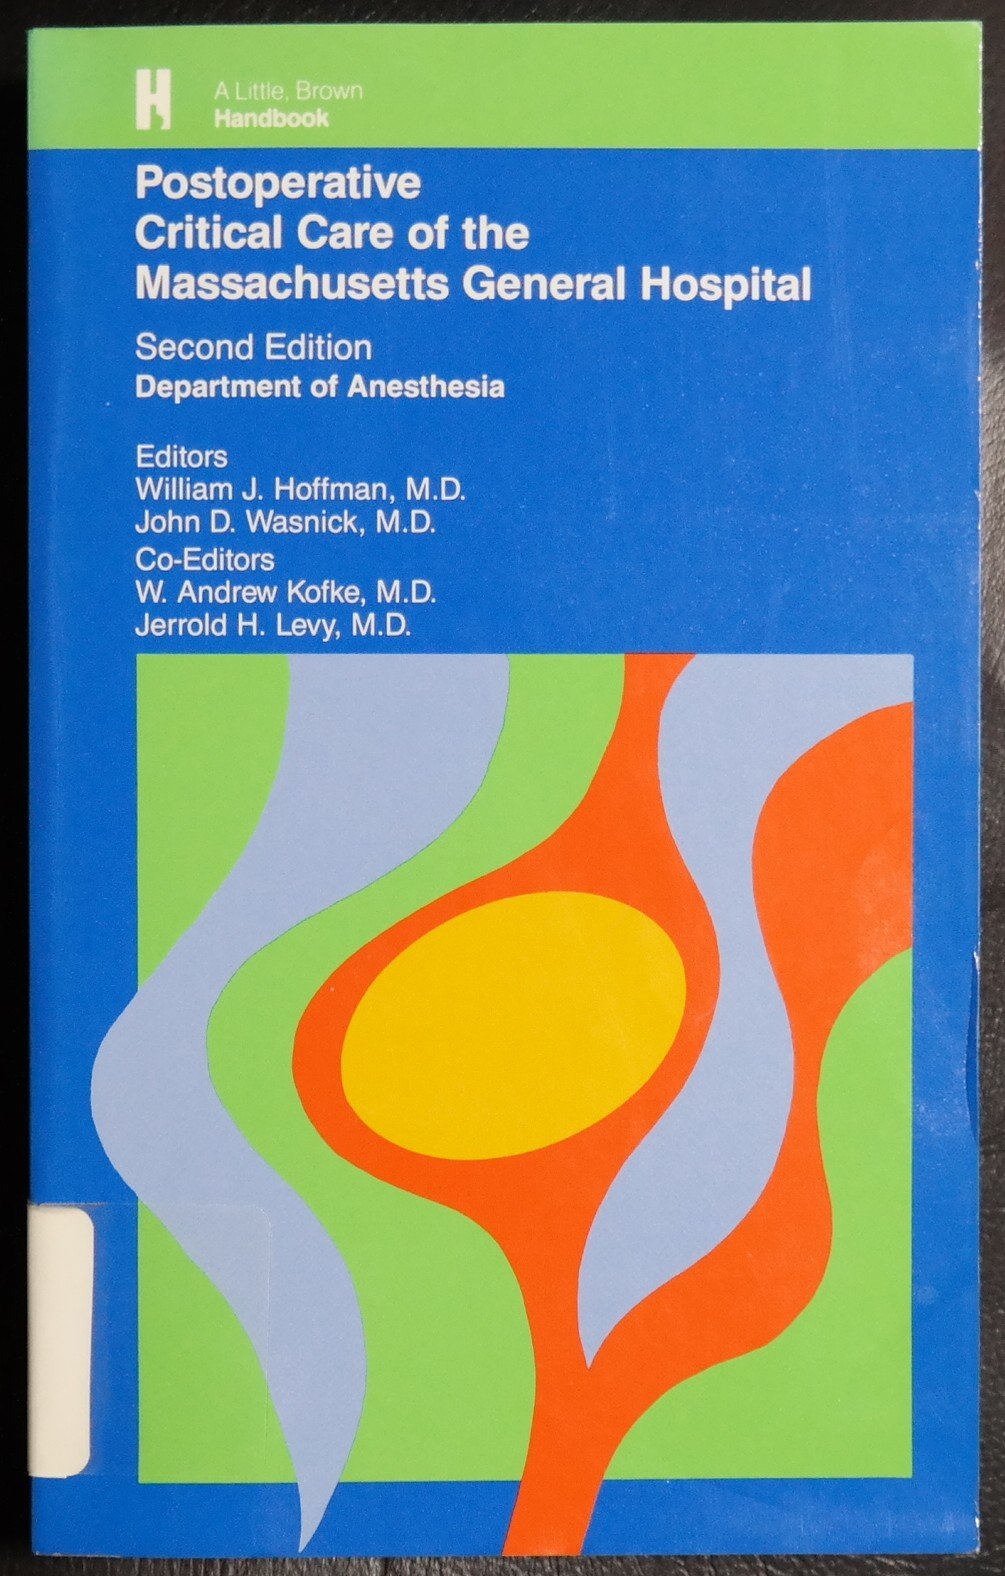 H
A Little, Brown
Handbook
Postoperative
Critical Care of the
Massachusetts General Hospital
Second Edition
Department of Anesthesia
Editors
William J. Hoffman, M.D.
John D. Wasnick, M.D.
Co-Editors
W. Andrew Kofke, M.D.
Jerrold H. Levy, M.D.